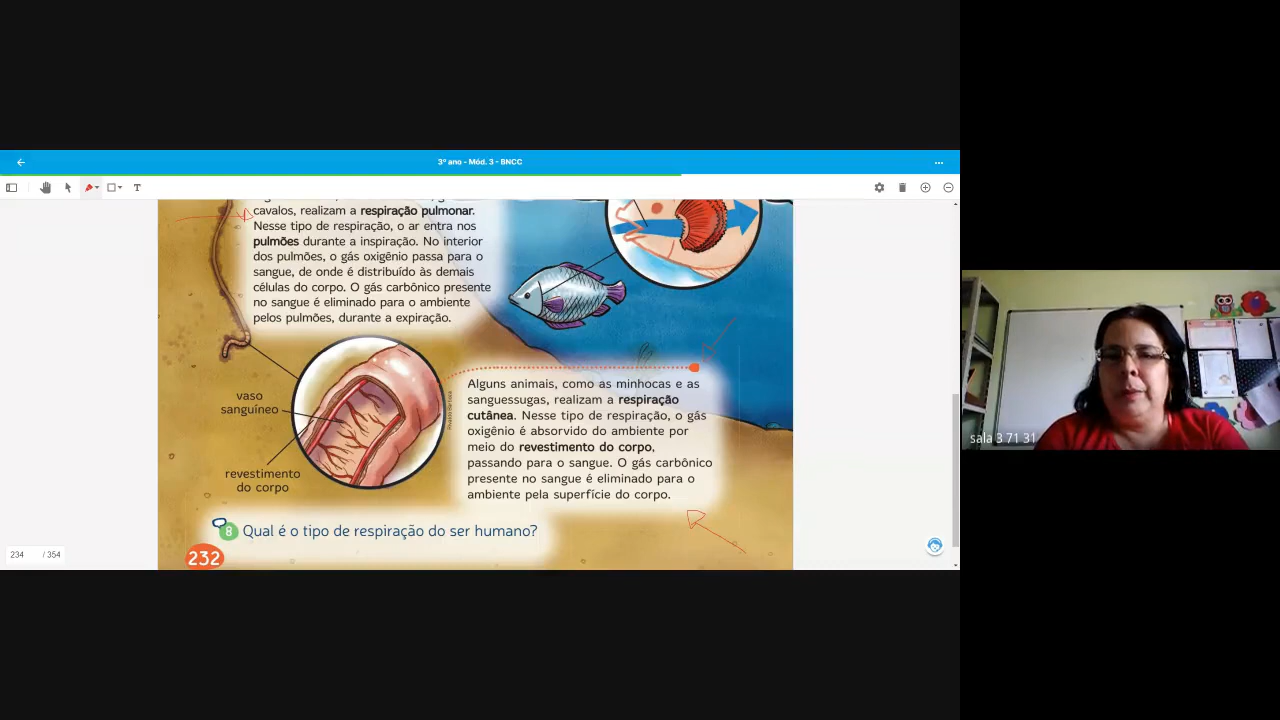 3º ano - Mód. 3 - BNCC
cavalos, realizam a respiração pulmonar.
Nesse tipo de respiração, o ar entra nos
pulmões durante a inspiração. No interior
dos pulmões, o gás oxigênio passa para o
sangue, de onde é distribuído às demais
células do corpo. O gás carbônico presente
no sangue é eliminado para o ambiente
pelos pulmões, durante a expiração.
vaso
sanguíneo
revestimento
do corpo
Alguns animais, como as minhocas e as
sanguessugas, realizam a respiração
cutânea. Nesse tipo de respiração, o gás
oxigênio é absorvido do ambiente por
meio do revestimento do corpo,
passando para o sangue. O gás carbônico
presente no sangue é eliminado para o
ambiente pela superfície do corpo.
8 Qual é o tipo de respiração do ser humano?
232
234 / 354
sala 3 71 31